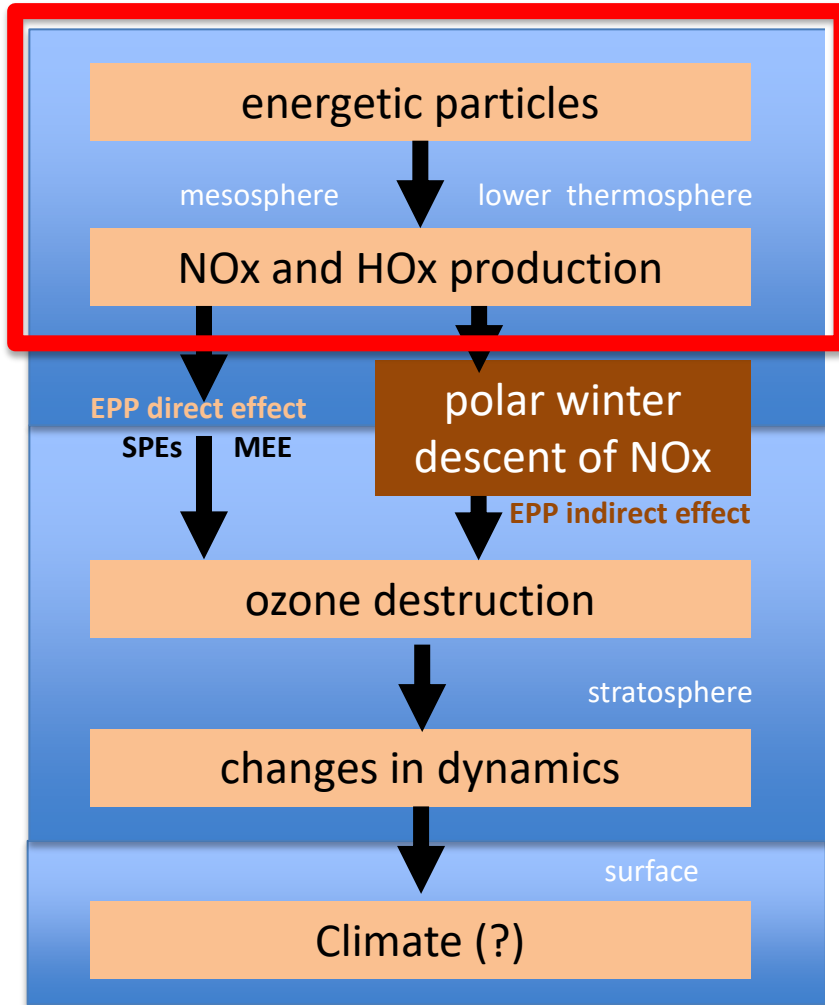 energetic particles
mesosphere
lower thermosphere
NOx and HOx production
EPP direct effect
SPEs MEE
polar winter
descent of NOx
EPP indirect effect
ozone destruction
stratosphere
changes in dynamics
surface
Climate (?)